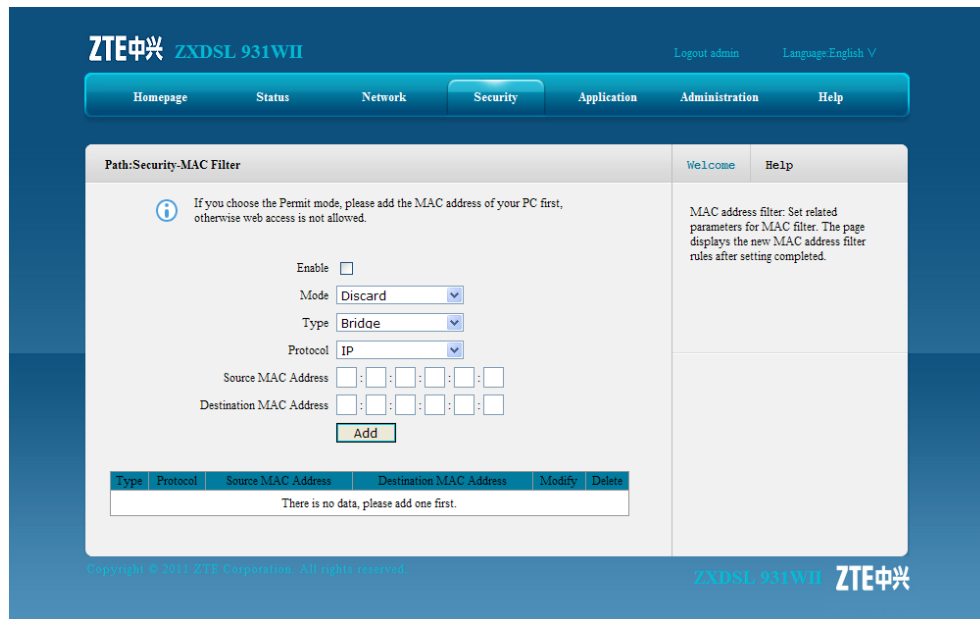 ZTE中兴 ZXDSL 931WII
Logout admin Language:English V
Homepage Status Network Security Application Administration Help
Path:Security-MAC Filter
Welcome Help
If you choose the Permit mode, please add the MAC address of your PC first,
otherwise web access is not allowed.
MAC address filter: Set related
parameters for MAC filter. The page
displays the new MAC address filter
rules after setting completed.
Enable
Mode Discard
Type Bridge
Protocol IP
Source MAC Address : : : : :
Destination MAC Address : : : : :
Add
Type Protocol Source MAC Address Destination MAC Address Modify Delete
There is no data, please add one first.
Copyright © 2011 ZTE Corporation. All rights reserved.
ZXDSL 931WII ZTE中兴